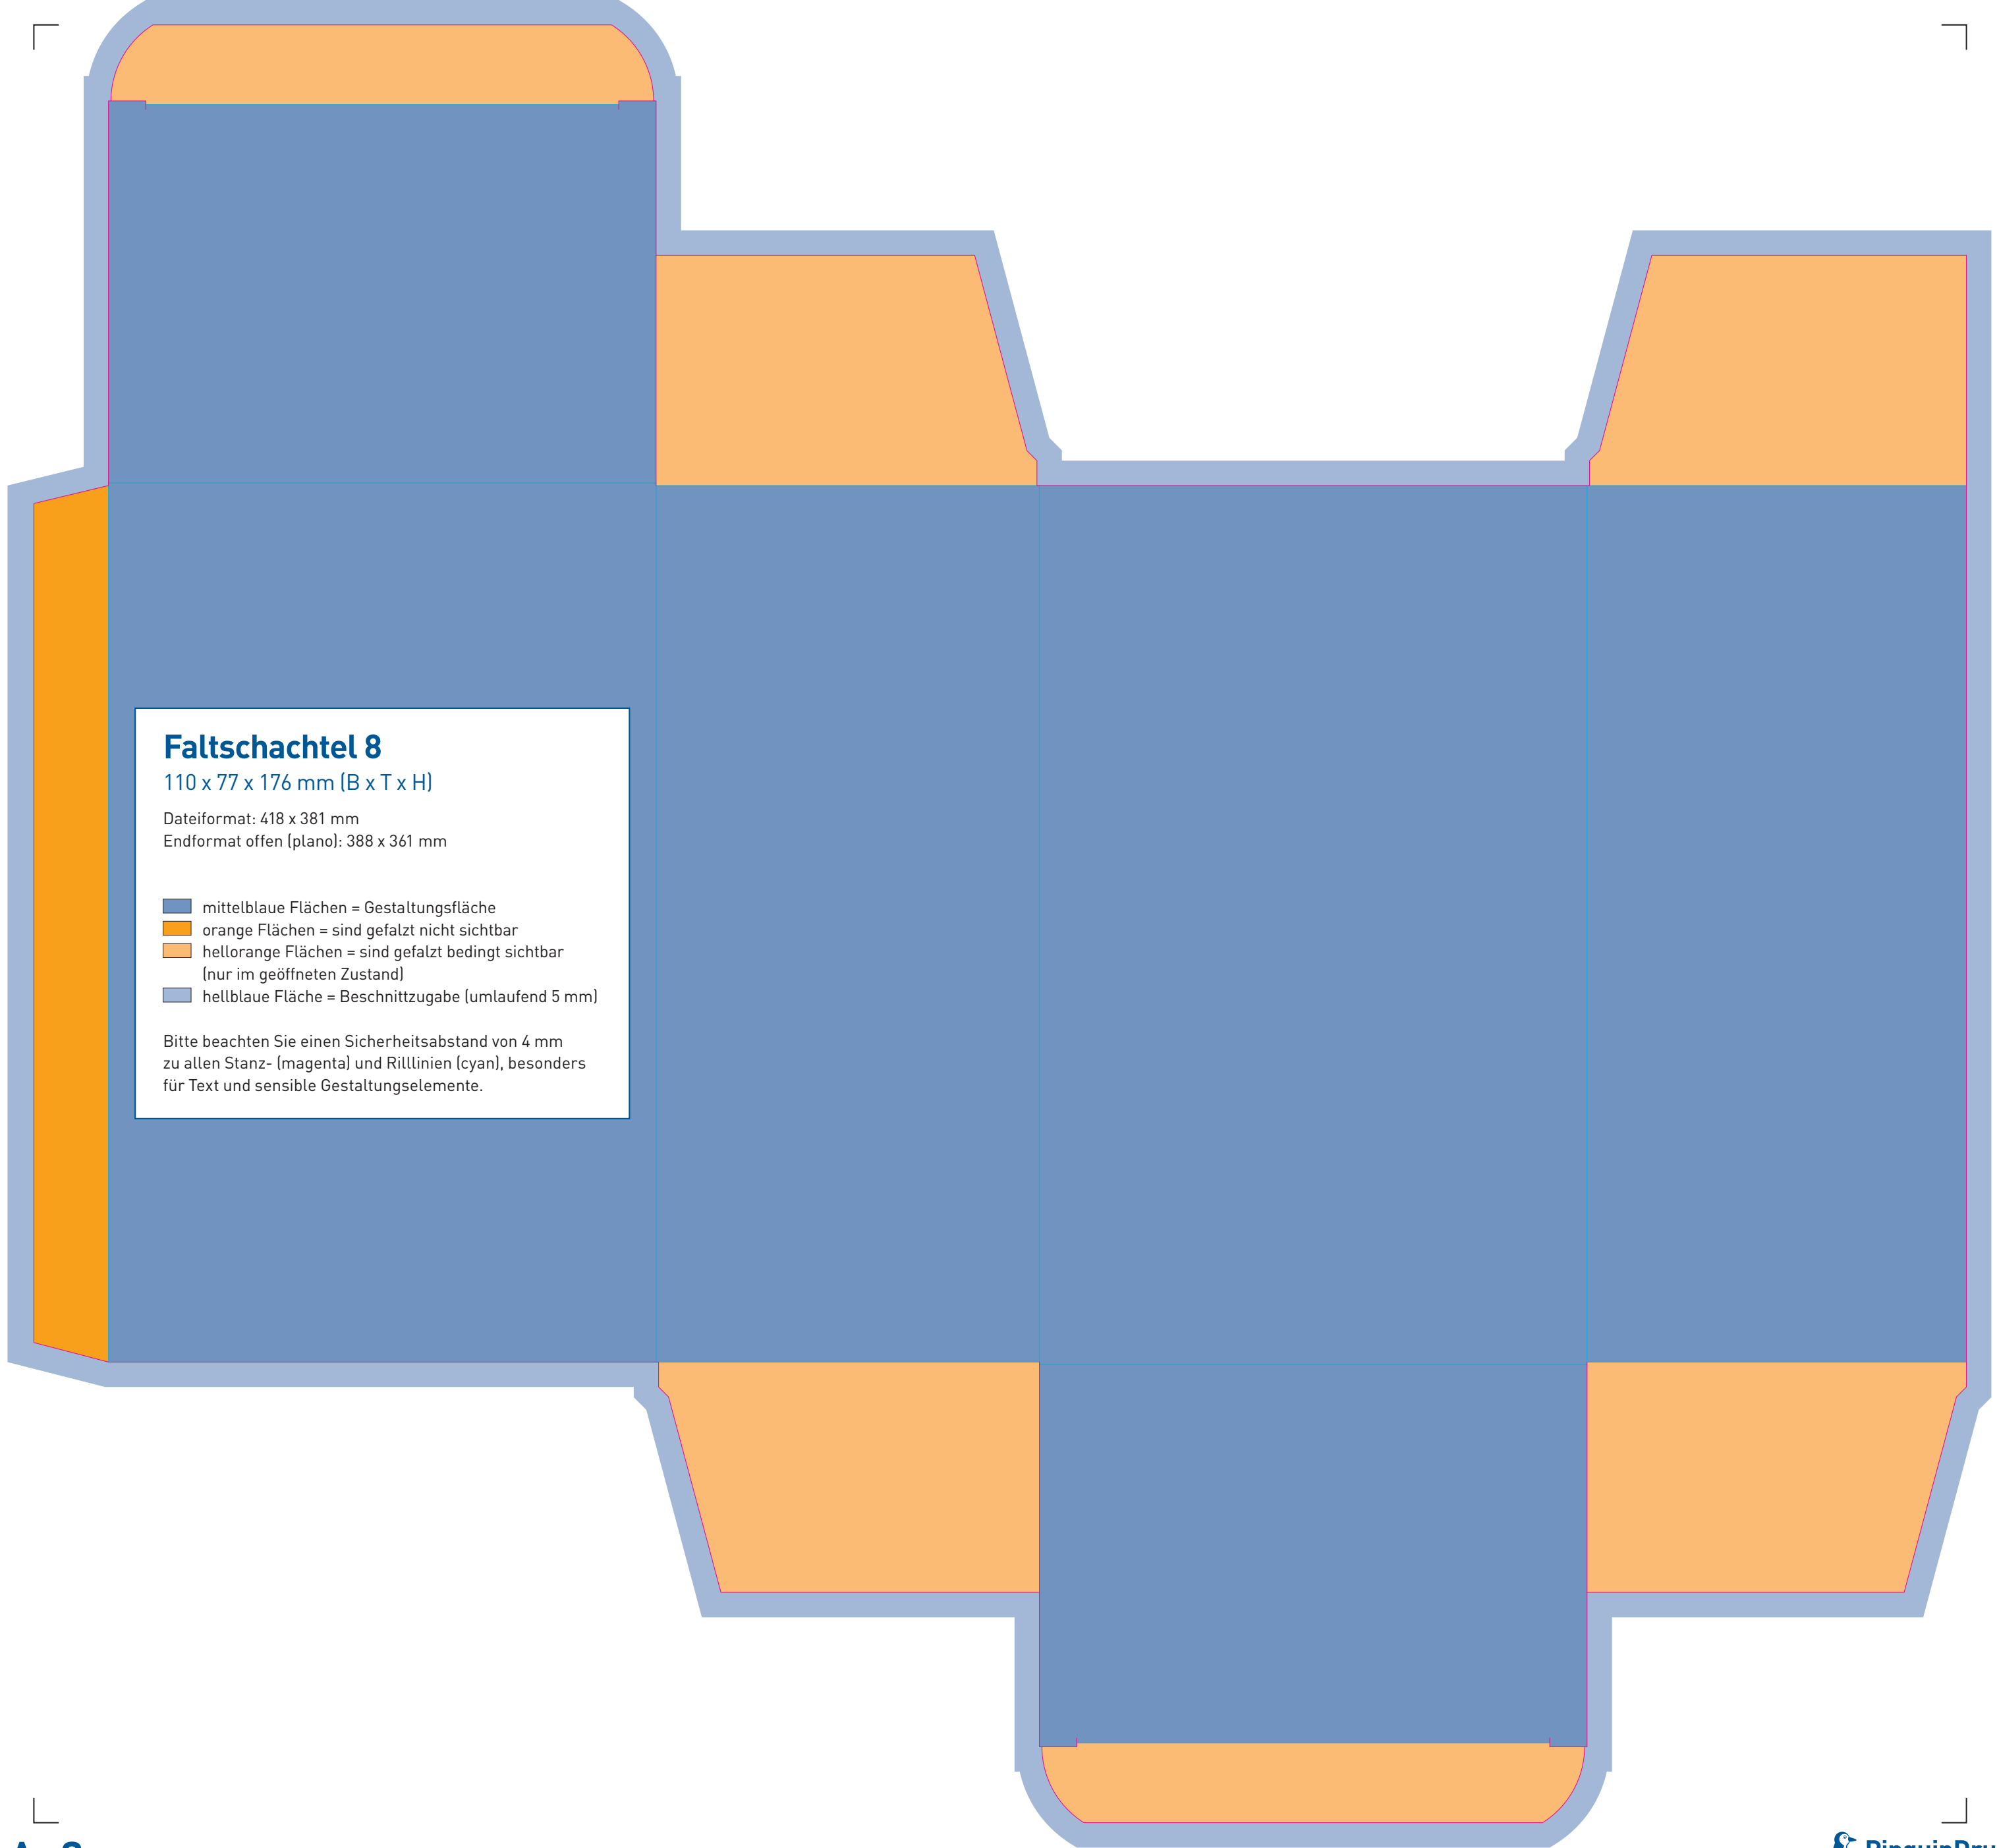 Faltschachtel 8
110 x 77 x 176 mm (B x T x H)
Dateiformat: 418 x 381 mm
Endformat offen (plano): 388 x 361 mm
mittelblaue Flächen = Gestaltungsfläche
orange Flächen = sind gefalzt nicht sichtbar
hellorange Flächen = sind gefalzt bedingt sichtbar
(nur im geöffneten Zustand)
hellblaue Fläche = Beschnittzugabe (umlaufend 5 mm)
Bitte beachten Sie einen Sicherheitsabstand von 4 mm
zu allen Stanz- (magenta) und Rilllinien (cyan), besonders
für Text und sensible Gestaltungselemente.